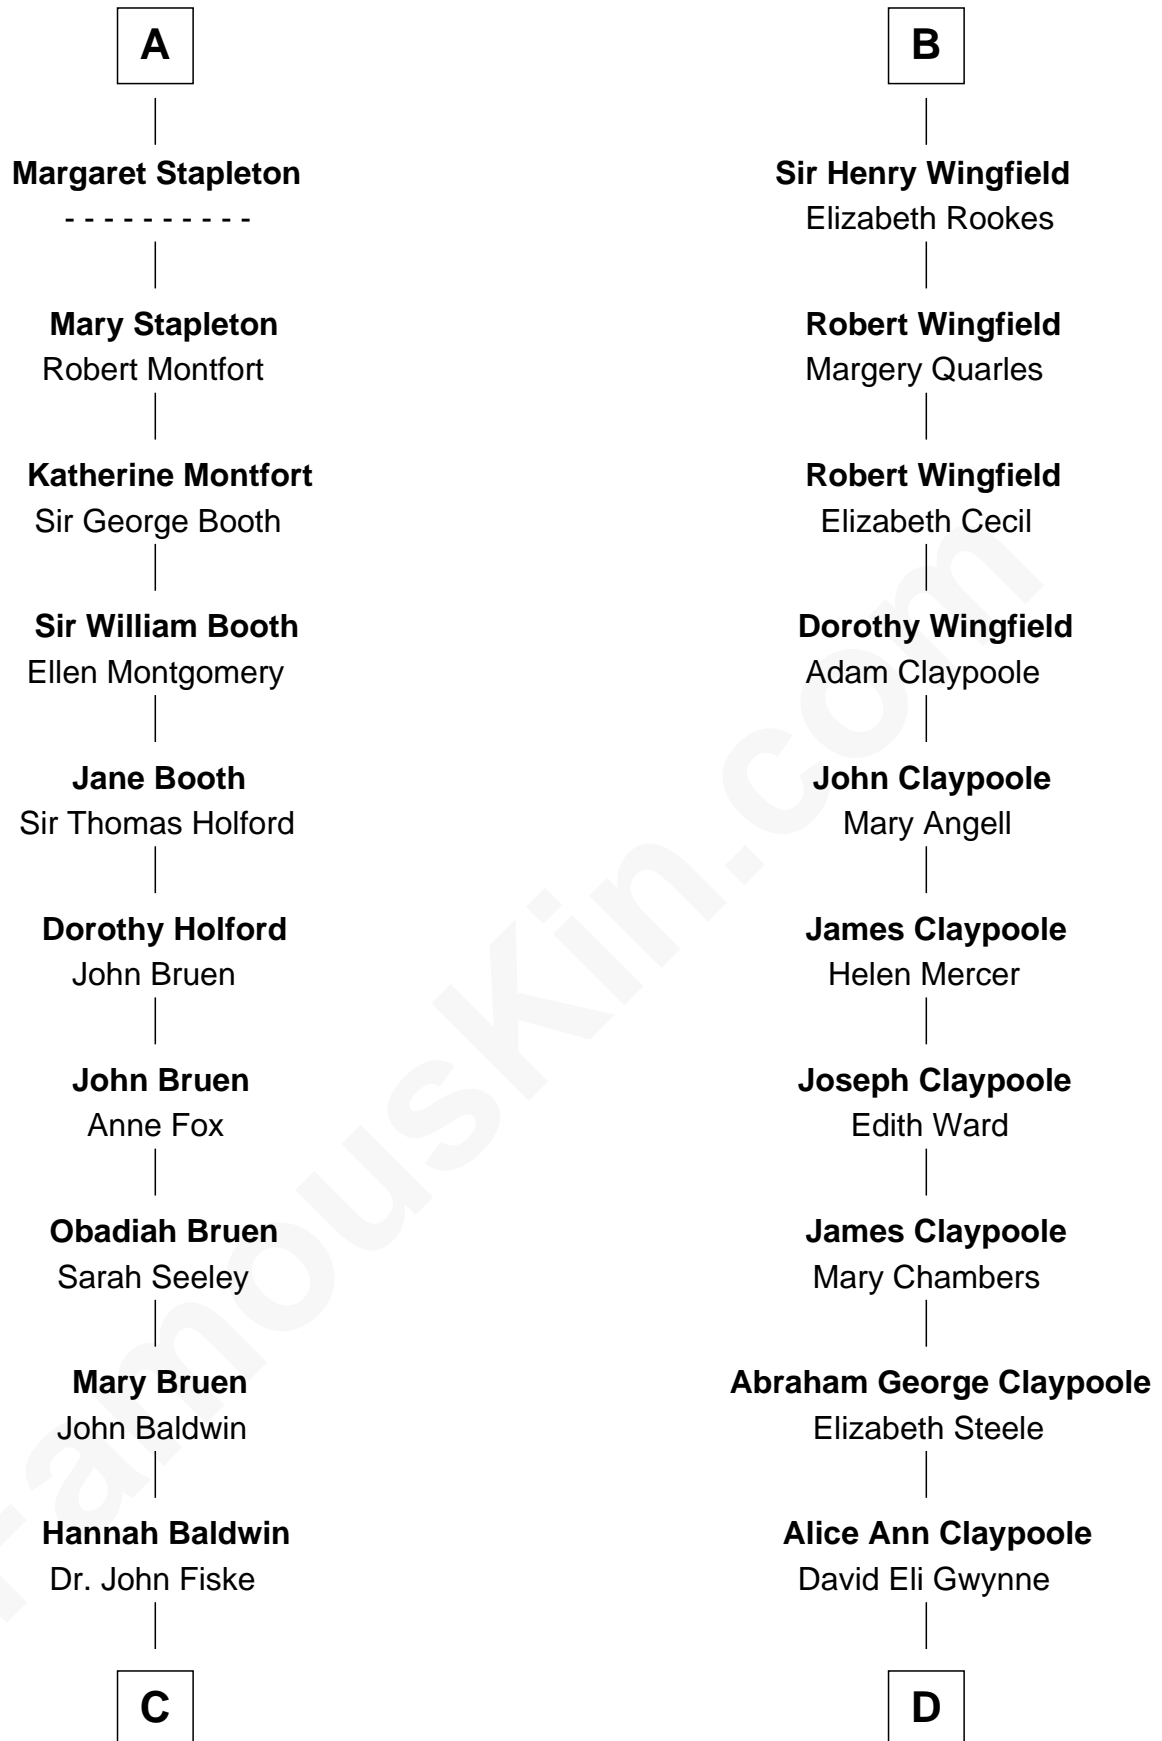 A
Margaret Stapleton
- - - - - - - - - -
Mary Stapleton
Robert Montfort
Katherine Montfort
Sir George Booth
Sir William Booth
Ellen Montgomery
Jane Booth
Sir Thomas Holford
Dorothy Holford
John Bruen
John Bruen
Anne Fox
Obadiah Bruen
Sarah Seeley
Mary Bruen
John Baldwin
Hannah Baldwin
Dr. John Fiske
C
B
Sir Henry Wingfield
Elizabeth Rookes
Robert Wingfield
Margery Quarles
Robert Wingfield
Elizabeth Cecil
Dorothy Wingfield
Adam Claypoole
John Claypoole
Mary Angell
James Claypoole
Helen Mercer
Joseph Claypoole
Edith Ward
James Claypoole
Mary Chambers
Abraham George Claypoole
Elizabeth Steele
Alice Ann Claypoole
David Eli Gwynne
D
FamousKin.com